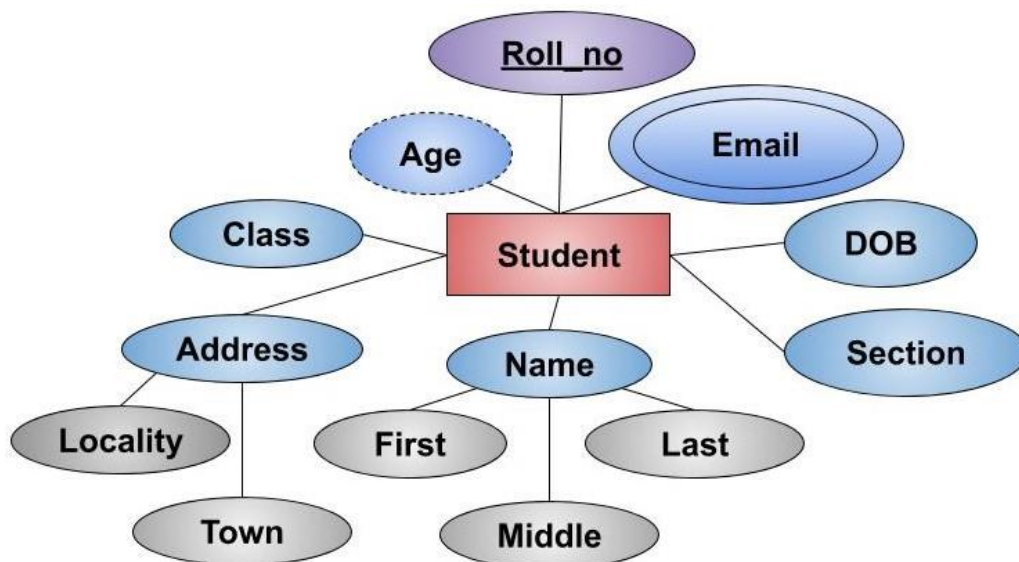 Roll_no
Age
Email
Class
Student
DOB
Address
Name
Section
Locality
First
Last
Town
Middle